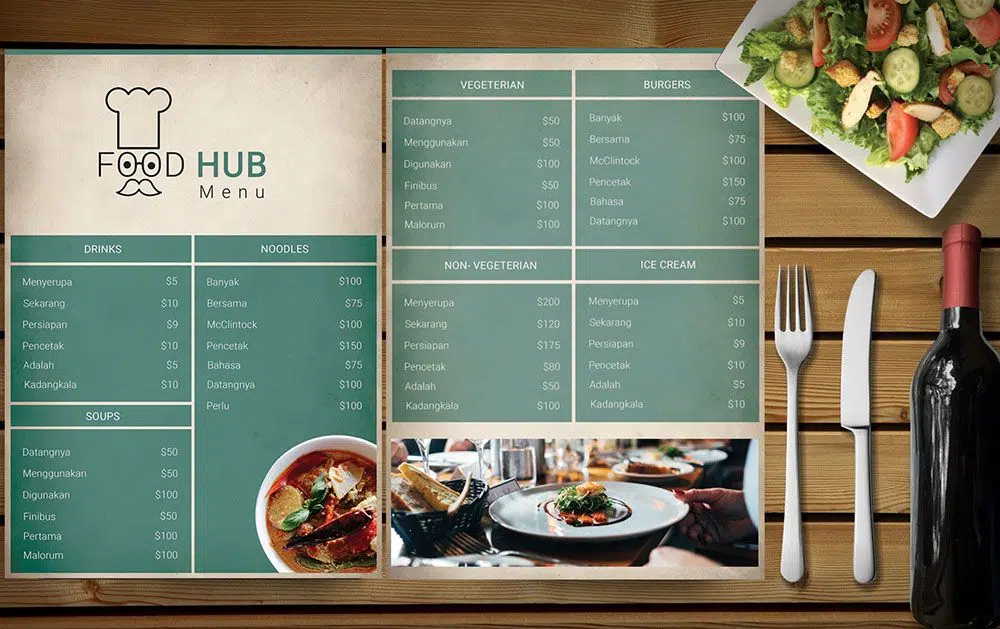 FOOD HUB
Menu
DRINKS
Menyerupa $5
Sekarang $10
Persiapan $9
Pencetak $10
Adalah $5
Kadangkala $10
SOUPS
Datangnya $50
Menggunakan $50
Digunakan $100
Finibus $50
Pertama $100
Malorum $100
NOODLES
Banyak $100
Bersama $75
McClintock $100
Pencetak $150
Bahasa $75
Datangnya $100
Perlu $100
VEGETERIAN
Datangnya $50
Menggunakan $50
Digunakan $100
Finibus $50
Pertama $100
Malorum $100
BURGERS
Banyak $100
Bersama $75
McClintock $100
Pencetak $150
Bahasa $75
Datangnya $100
NON- VEGETERIAN
Menyerupa $200
Sekarang $120
Persiapan $175
Pencetak $80
Adalah $50
Kadangkala $100
ICE CREAM
Menyerupa $5
Sekarang $10
Persiapan $9
Pencetak $10
Adalah $5
Kadangkala $10